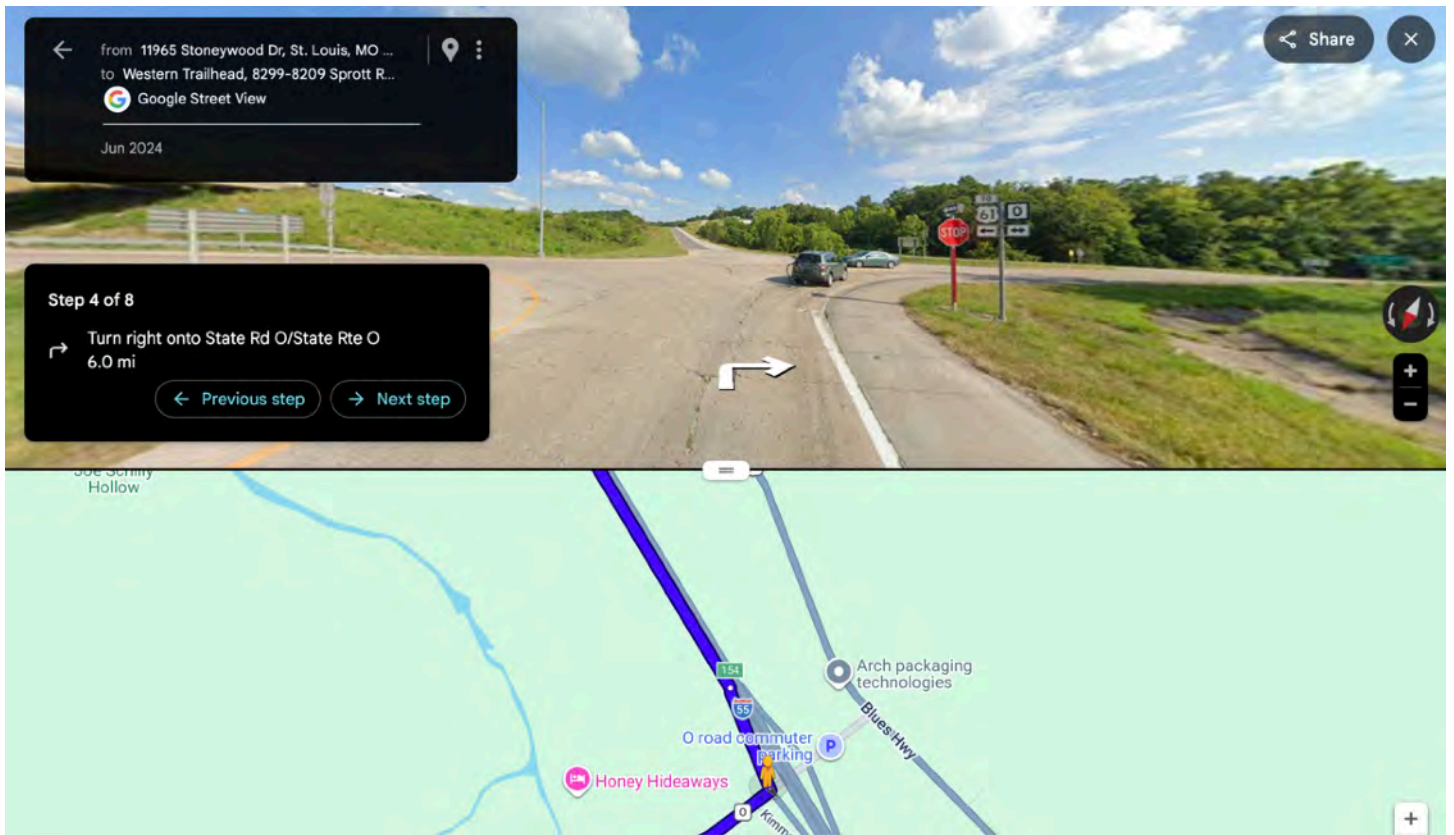 from 11965 Stoneywood Dr, St. Louis, MO ...
to Western Trailhead, 8299-8209 Sprott R...
Google Street View
Jun 2024
Share
TO
61
O
STOP
Step 4 of 8
Turn right onto State Rd O/State Rte O
6.0 mi
Previous step
Next step
Joe Schilly
Hollow
154
55
Arch packaging
technologies
Blues Hwy
O road commuter
parking
P
Honey Hideaways
O
Kimm